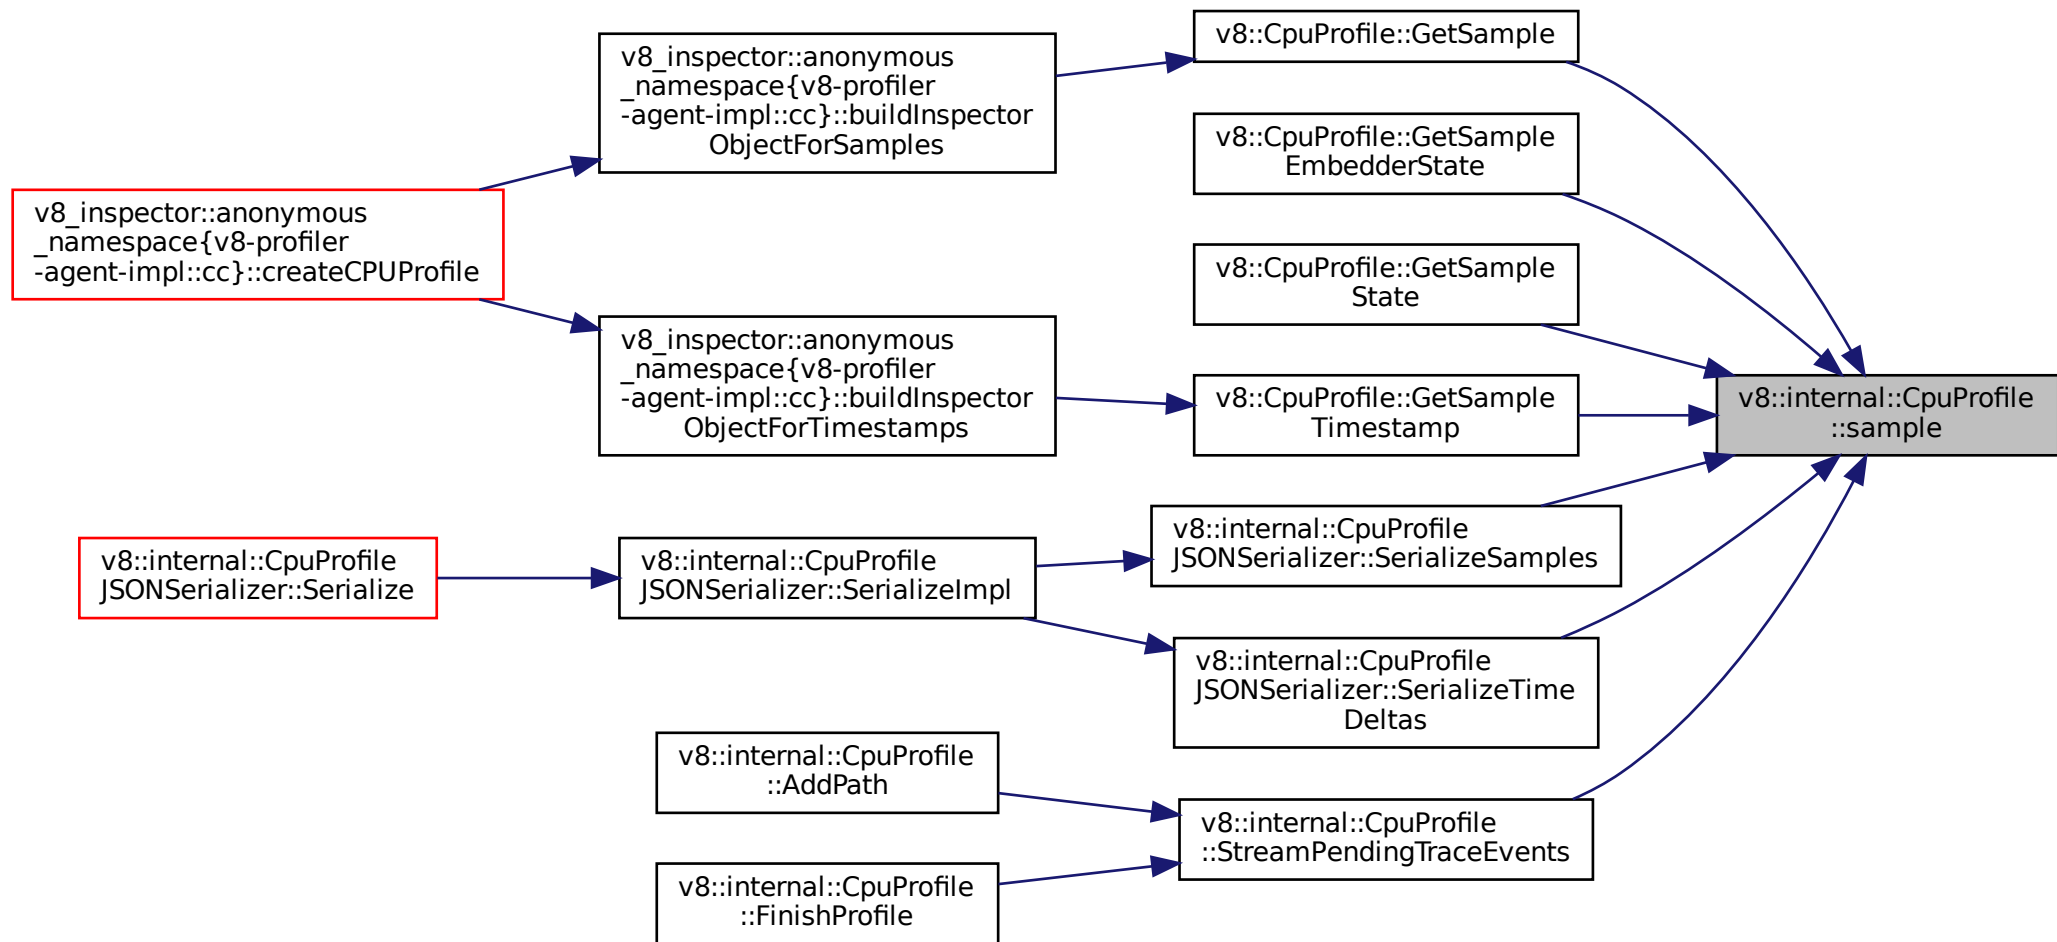 v8::CpuProfile::GetSample
v8_inspector::anonymous
_namespace{v8-profiler
-agent-impl::cc}::buildInspector
ObjectForSamples
v8::CpuProfile::GetSample
EmbedderState
v8_inspector::anonymous
_namespace{v8-profiler
-agent-impl::cc}::createCPUProfile
v8::CpuProfile::GetSample
State
v8_inspector::anonymous
_namespace{v8-profiler
-agent-impl::cc}::buildInspector
ObjectForTimestamps
v8::CpuProfile::GetSample
Timestamp
v8::internal::CpuProfile
::sample
v8::internal::CpuProfile
JSONSerializer::SerializeSamples
v8::internal::CpuProfile
JSONSerializer::Serialize
v8::internal::CpuProfile
JSONSerializer::SerializeImpl
v8::internal::CpuProfile
JSONSerializer::SerializeTime
Deltas
v8::internal::CpuProfile
::AddPath
v8::internal::CpuProfile
::StreamPendingTraceEvents
v8::internal::CpuProfile
::FinishProfile